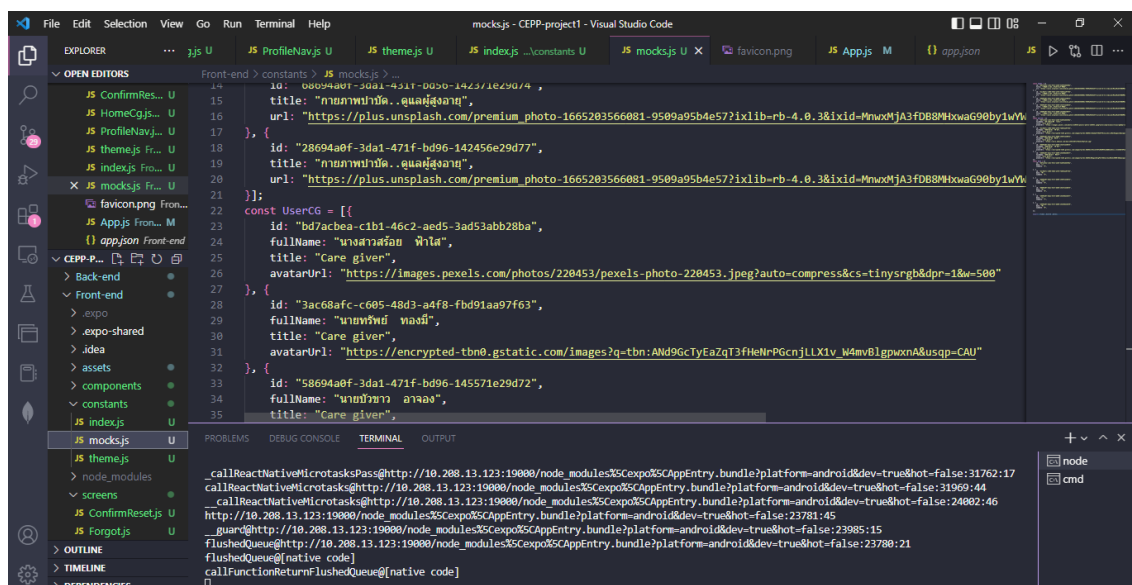 File Edit Selection View Go Run Terminal Help mocks.js - CEPP-project1 - Visual Studio Code
EXPLORER
JS ProfileNav.js U JS theme.js U JS index.js ...\constants U JS mocks.js U favicon.png JS App.js M {} app.json JS
OPEN EDITORS
Front-end > constants > JS mocks.js > ...
JS ConfirmRes... U
JS HomeCg.js... U
JS ProfileNav.j... U
JS theme.js Fr... U
JS index.js Fro... U
JS mocks.js Fr... U
favicon.png Fron...
JS App.js Fron... M
{} app.json Front-end
CEPP-P...
Back-end
Front-end
.expo
.expo-shared
.idea
assets
components
constants
JS index.js U
JS mocks.js U
JS theme.js U
node_modules
screens
JS ConfirmReset.js U
JS Forgot.js U
OUTLINE
TIMELINE
29
1
14 id: "68694a0f-3da1-431f-bd56-142371e29d74",
15 title: "กายภาพบำบัด..ดูแลผู้สูงอายุ",
16 url: "https://plus.unsplash.com/premium_photo-1665203566081-9509a95b4e57?ixlib=rb-4.0.3&ixid=MnwxMjA3fDB8MHxwaG90by1wYW
17 }, {
18 id: "28694a0f-3da1-471f-bd96-142456e29d77",
19 title: "กายภาพบำบัด..ดูแลผู้สูงอายุ",
20 url: "https://plus.unsplash.com/premium_photo-1665203566081-9509a95b4e57?ixlib=rb-4.0.3&ixid=MnwxMjA3fDB8MHxwaG90by1wYW
21 }];
22 const UserCG = [{
23 id: "bd7acbea-c1b1-46c2-aed5-3ad53abb28ba",
24 fullName: "นางสาวสร้อย ฟ้าใส",
25 title: "Care giver",
26 avatarUrl: "https://images.pexels.com/photos/220453/pexels-photo-220453.jpeg?auto=compress&cs=tinysrgb&dpr=1&w=500"
27 }, {
28 id: "3ac68afc-c605-48d3-a4f8-fbd91aa97f63",
29 fullName: "นายทรัพย์ ทองมี",
30 title: "Care giver",
31 avatarUrl: "https://encrypted-tbn0.gstatic.com/images?q=tbn:ANd9GcTyEaZqT3fHeNrPGcnjLLX1v_W4mvBlgpwxnA&usqp=CAU"
32 }, {
33 id: "58694a0f-3da1-471f-bd96-145571e29d72",
34 fullName: "นายบัวขาว อาจอง",
35 title: "Care giver",
PROBLEMS DEBUG CONSOLE TERMINAL OUTPUT
_callReactNativeMicrotasksPass@http://10.208.13.123:19000/node_modules%5Cexpo%5CAppEntry.bundle?platform=android&dev=true&hot=false:31762:17
callReactNativeMicrotasks@http://10.208.13.123:19000/node_modules%5Cexpo%5CAppEntry.bundle?platform=android&dev=true&hot=false:31969:44
__callReactNativeMicrotasks@http://10.208.13.123:19000/node_modules%5Cexpo%5CAppEntry.bundle?platform=android&dev=true&hot=false:24002:46
http://10.208.13.123:19000/node_modules%5Cexpo%5CAppEntry.bundle?platform=android&dev=true&hot=false:23781:45
__guard@http://10.208.13.123:19000/node_modules%5Cexpo%5CAppEntry.bundle?platform=android&dev=true&hot=false:23985:15
flushedQueue@http://10.208.13.123:19000/node_modules%5Cexpo%5CAppEntry.bundle?platform=android&dev=true&hot=false:23780:21
flushedQueue@[native code]
callFunctionReturnFlushedQueue@[native code]
node
cmd